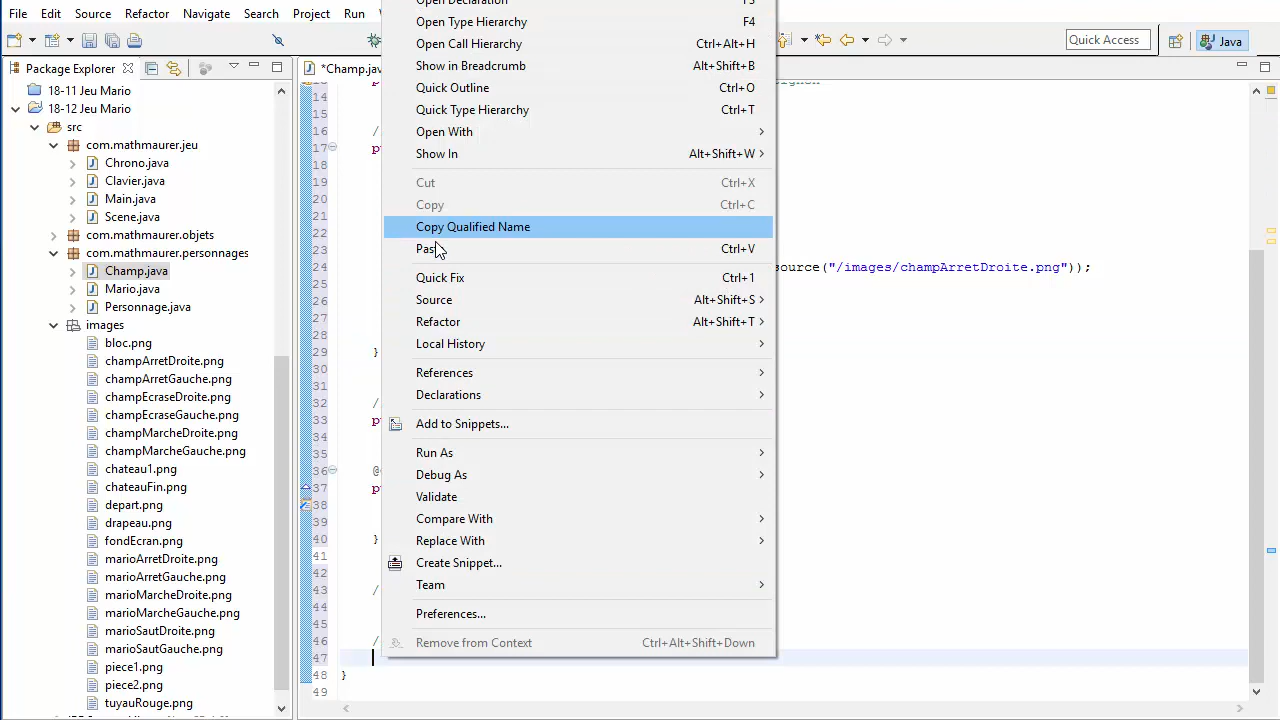 File Edit Source Refactor Navigate Search Project Run
Quick Access
Java
Package Explorer
18-11 Jeu Mario
18-12 Jeu Mario
src
com.mathmaurer.jeu
Chrono.java
Clavier.java
Main.java
Scene.java
com.mathmaurer.objets
com.mathmaurer.personnages
Champ.java
Mario.java
Personnage.java
images
bloc.png
champArretDroite.png
champArretGauche.png
champEcraseDroite.png
champEcraseGauche.png
champMarcheDroite.png
champMarcheGauche.png
chateau1.png
chateauFin.png
depart.png
drapeau.png
fondEcran.png
marioArretDroite.png
marioArretGauche.png
marioMarcheDroite.png
marioMarcheGauche.png
marioSautDroite.png
marioSautGauche.png
piece1.png
piece2.png
tuyauRouge.png
*Champ.jav
14
15
16 /
17 p
18
19
20
21
22
23
24 source("/images/champArretDroite.png"));
25
26
27
28
29 }
30
31
32 /
33 p
34
35
36 @
37 p
38
39
40 }
41
42
43 /
44
45
46 /
47
48 }
49
Open Declaration F3
Open Type Hierarchy F4
Open Call Hierarchy Ctrl+Alt+H
Show in Breadcrumb Alt+Shift+B
Quick Outline Ctrl+O
Quick Type Hierarchy Ctrl+T
Open With
Show In Alt+Shift+W
Cut Ctrl+X
Copy Ctrl+C
Copy Qualified Name
Paste Ctrl+V
Quick Fix Ctrl+1
Source Alt+Shift+S
Refactor Alt+Shift+T
Local History
References
Declarations
Add to Snippets...
Run As
Debug As
Validate
Compare With
Replace With
Create Snippet...
Team
Preferences...
Remove from Context Ctrl+Alt+Shift+Down